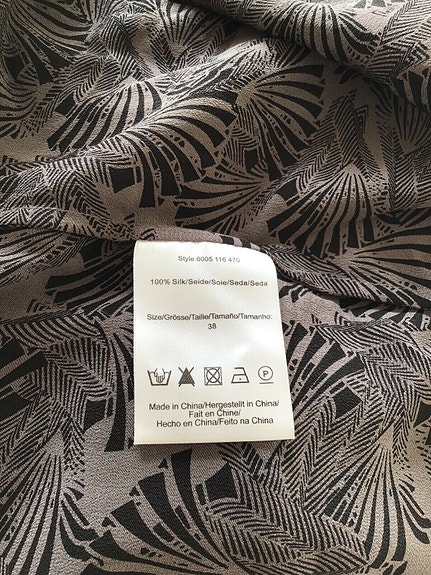 Style 6005 116 470
100% Silk/Seide/Soie/Seda/Seda
Size/Grösse/Taille/Tamaño/Tamanho:
38
Made in China/Hergestellt in China/
Fait en Chine/
Hecho en China/Feito na China